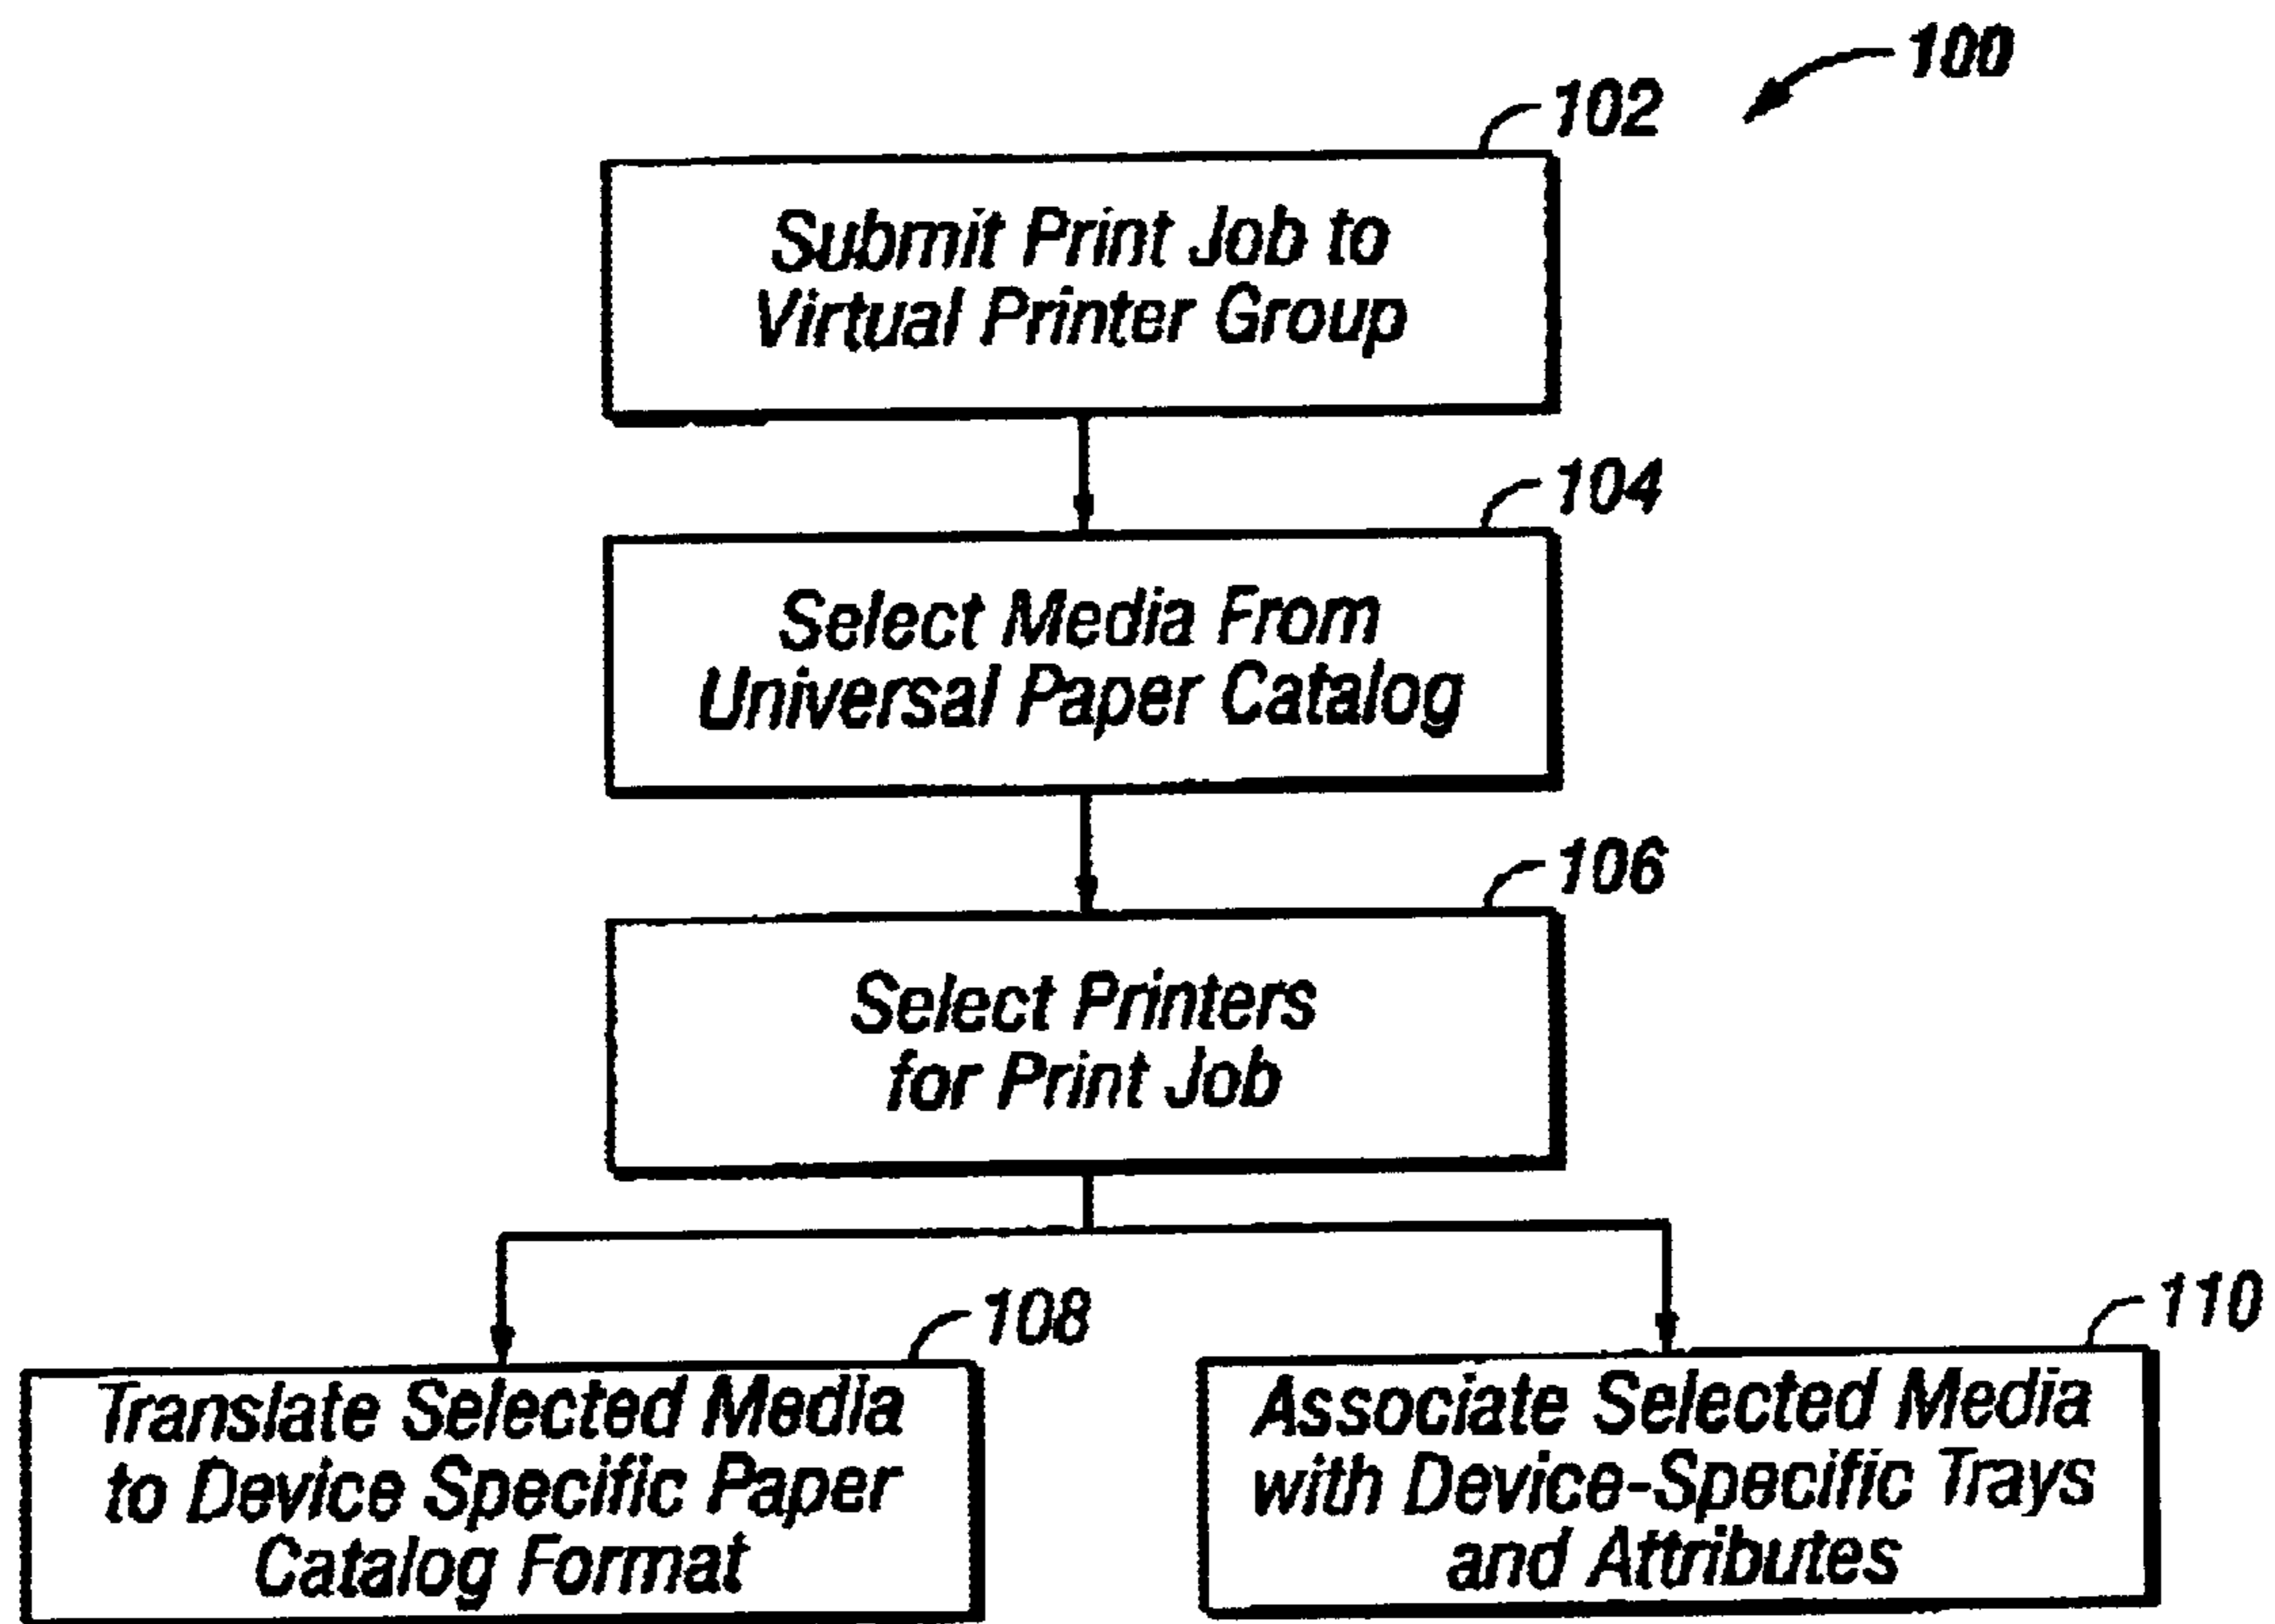 100
102
Submit Print Job to
Virtual Printer Group
104
Select Media From
Universal Paper Catalog
106
Select Printers
for Print Job
108
Translate Selected Media
to Device Specific Paper
Catalog Format
110
Associate Selected Media
with Device-Specific Trays
and Attributes